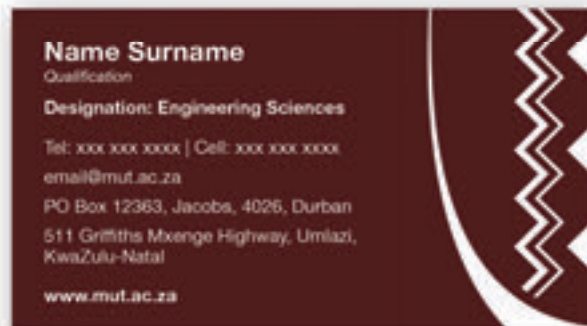 Name Surname
Qualification
Designation: Engineering Sciences
Tel: xxx xxx xxxx | Cell: xxx xxx xxxx
email@mut.ac.za
PO Box 12363, Jacobs, 4026, Durban
511 Griffiths Mxenge Highway, Umlazi,
KwaZulu-Natal
www.mut.ac.za